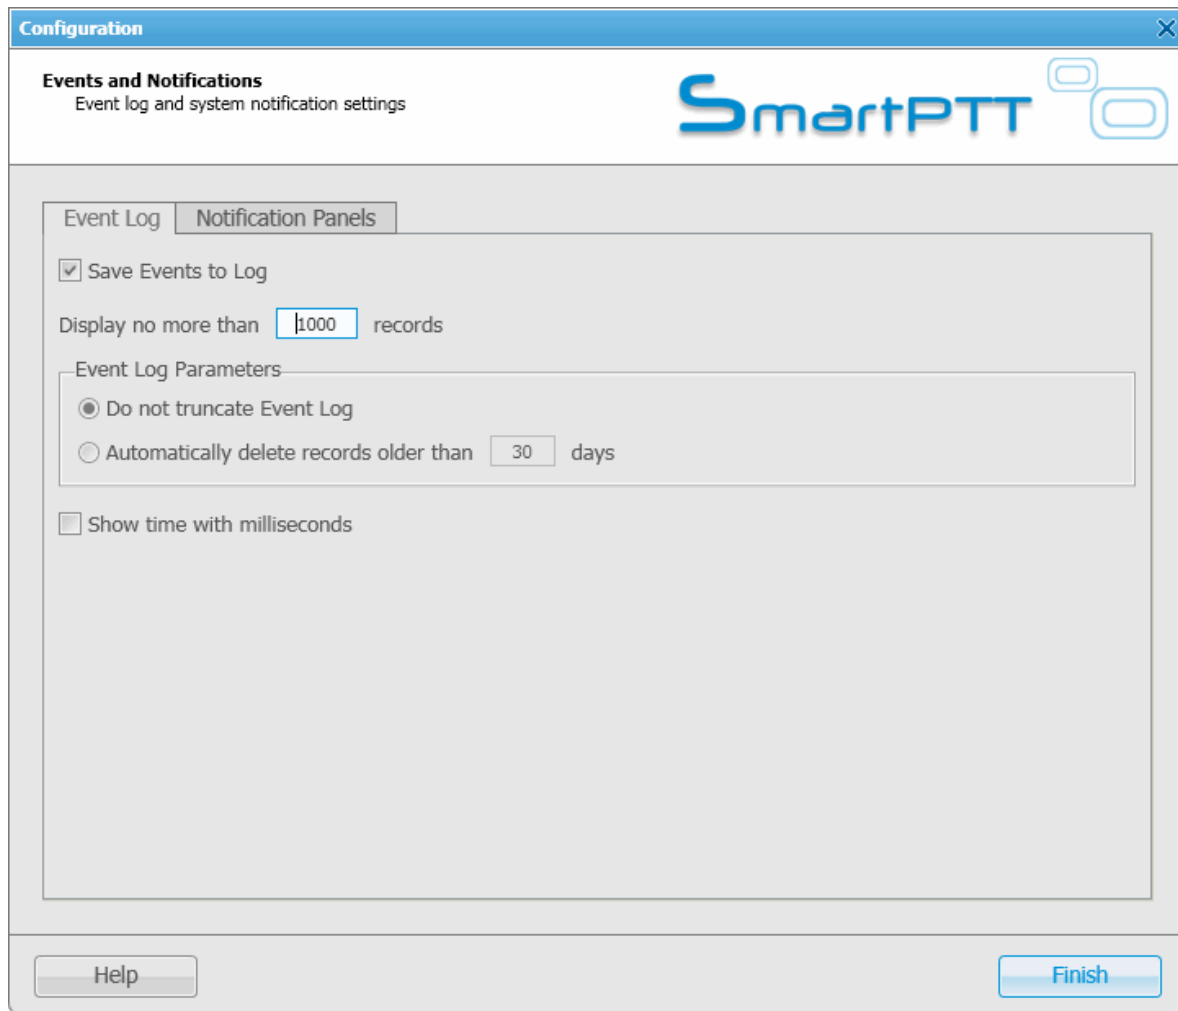 Configuration
Events and Notifications
Event log and system notification settings
SmartPTT
Event Log
Notification Panels
Save Events to Log
Display no more than 1000 records
Event Log Parameters
Do not truncate Event Log
Automatically delete records older than 30 days
Show time with milliseconds
Help
Finish